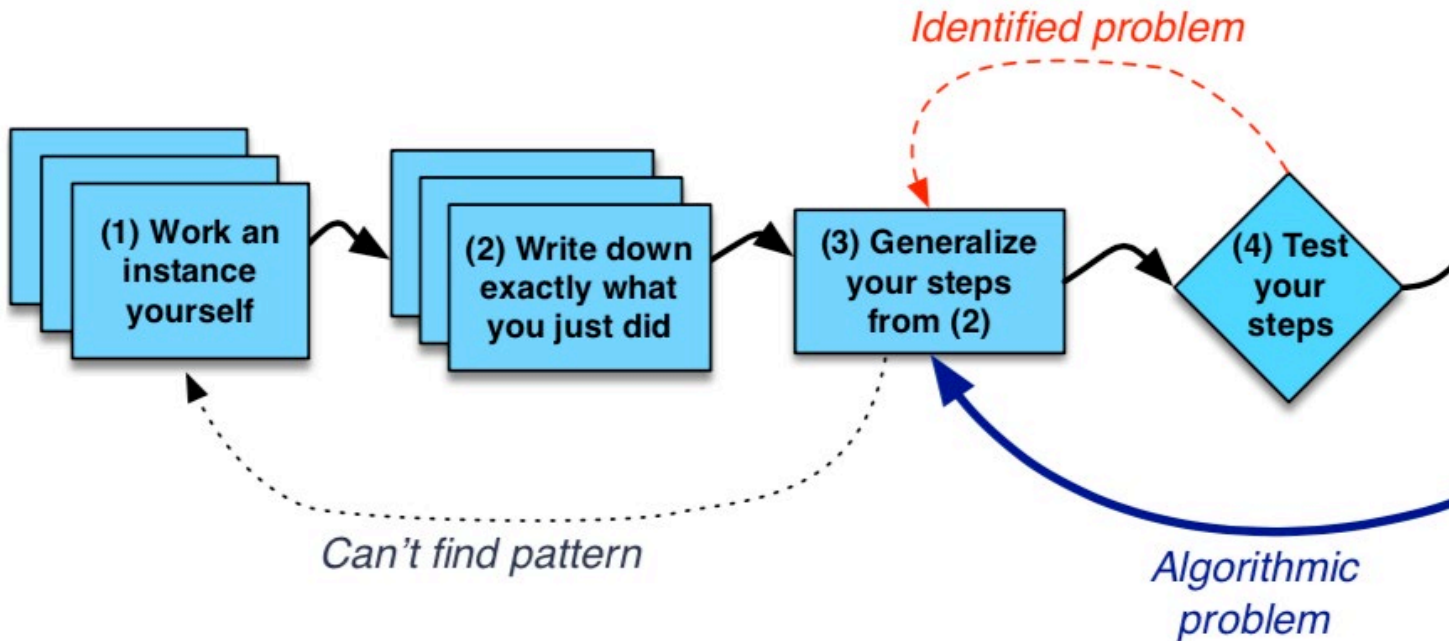 Identified problem
(1) Work an
instance
yourself
(2) Write down
exactly what
you just did
(3) Generalize
your steps
from (2)
(4) Test
your
steps
Can't find pattern
Algorithmic
problem